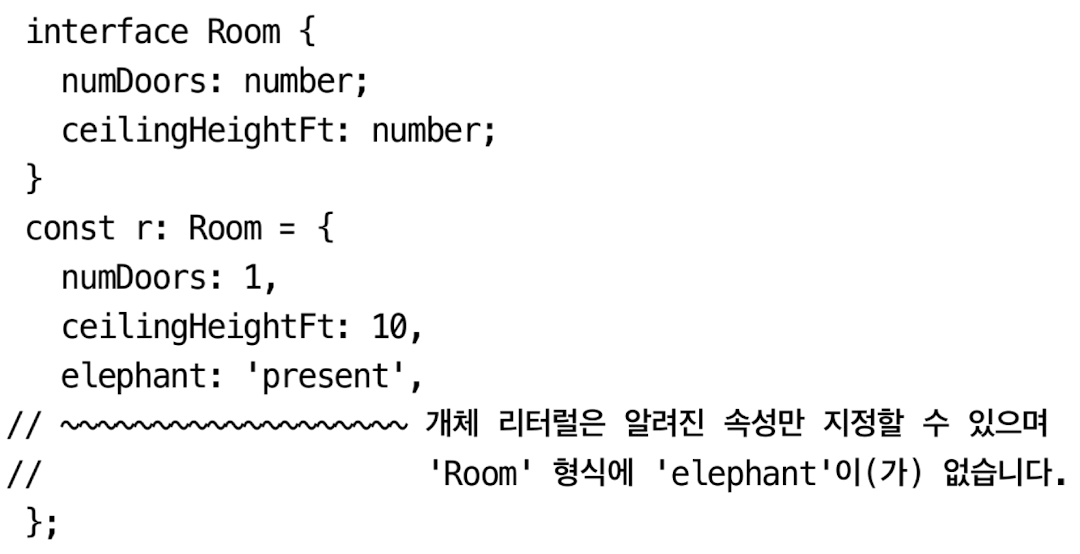 interface Room {
  numDoors: number;
  ceilingHeightFt: number;
}
const r: Room = {
  numDoors: 1,
  ceilingHeightFt: 10,
  elephant: 'present',
// ~~~~~~~~~~~~~~~~~~~ 개체 리터럴은 알려진 속성만 지정할 수 있으며
//                     'Room' 형식에 'elephant'이(가) 없습니다.
};